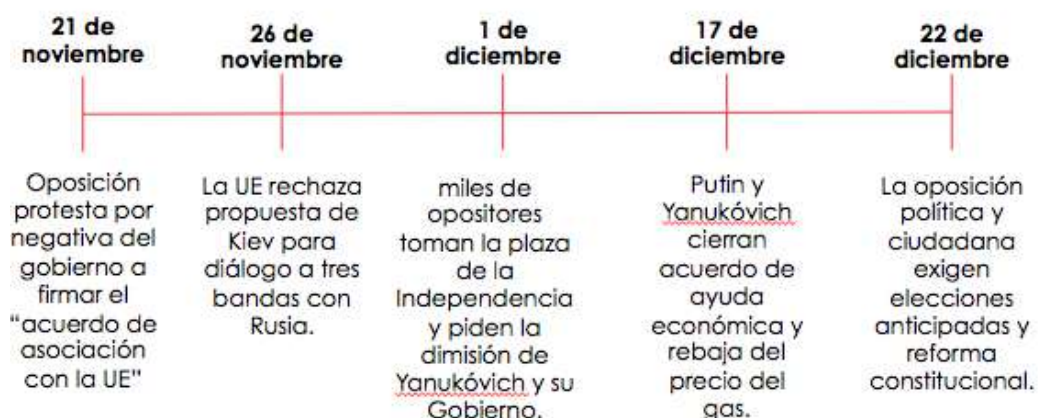 21 de
noviembre
26 de
noviembre
1 de
diciembre
17 de
diciembre
22 de
diciembre
Oposición
protesta por
negativa del
gobierno a
firmar el
“acuerdo de
asociación
con la UE”
La UE rechaza
propuesta de
Kiev para
diálogo a tres
bandas con
Rusia.
miles de
opositores
toman la plaza
de la
Independencia
y piden la
dimisión de
Yanukóvich y su
Gobierno.
Putin y
Yanukóvich
cierran
acuerdo de
ayuda
económica y
rebaja del
precio del
gas.
La oposición
política y
ciudadana
exigen
elecciones
anticipadas y
reforma
constitucional.